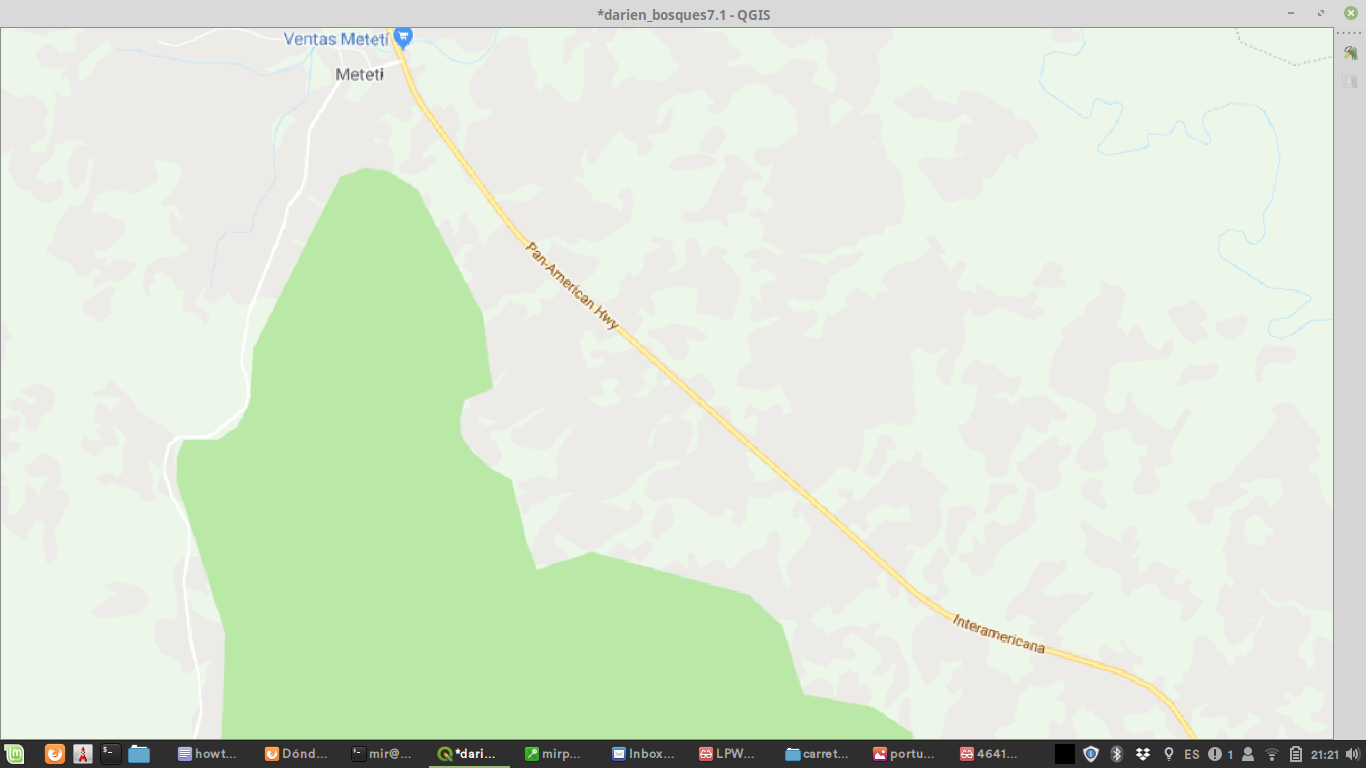 *darien_bosques7.1 - QGIS
Ventas Meteti
Meteti
Pan-American Hwy
Interamericana
howt...
Dónd...
mir@...
*dari...
mirp...
Inbox...
LPW...
carret...
portu...
4641...
ES
1
21:21